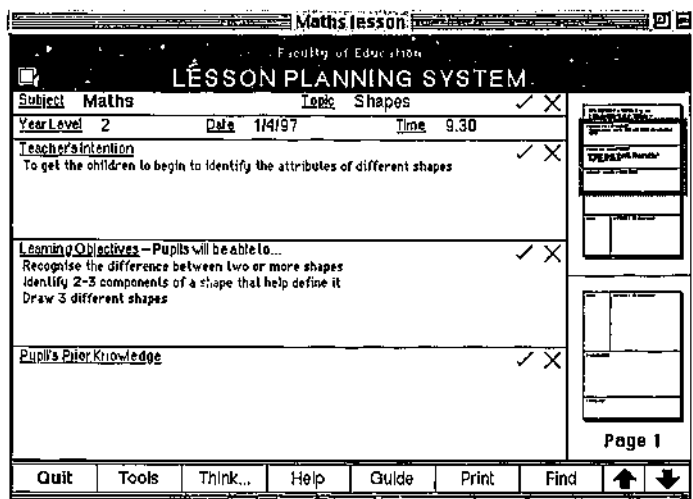 Maths lesson
Faculty of Education
LESSON PLANNING SYSTEM
Subject Maths Topic Shapes
Year Level 2 Date 1/4/97 Time 9.30
Teacher's Intention
To get the children to begin to identify the attributes of different shapes
Learning Objectives – Pupils will be able to...
Recognise the difference between two or more shapes
Identify 2-3 components of a shape that help define it
Draw 3 different shapes
Pupil's Prior Knowledge
Page 1
Quit Tools Think... Help Guide Print Find